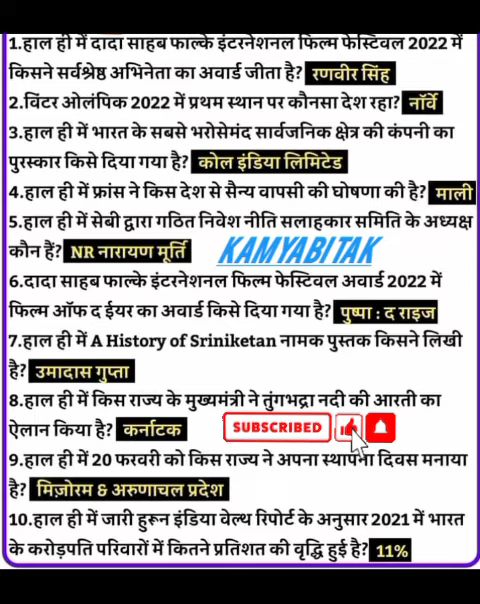 1.हाल ही में दादा साहब फाल्के इंटरनेशनल फिल्म फेस्टिवल 2022 में
किसने सर्वश्रेष्ठ अभिनेता का अवार्ड जीता है? रणवीर सिंह
2.विंटर ओलंपिक 2022 में प्रथम स्थान पर कौनसा देश रहा? नॉर्वे
3.हाल ही में भारत के सबसे भरोसेमंद सार्वजनिक क्षेत्र की कंपनी का
पुरस्कार किसे दिया गया है? कोल इंडिया लिमिटेड
4.हाल ही में फ्रांस ने किस देश से सैन्य वापसी की घोषणा की है? माली
5.हाल ही में सेबी द्वारा गठित निवेश नीति सलाहकार समिति के अध्यक्ष
कौन हैं? NR नारायण मूर्ति KAMYABI TAK
6.दादा साहब फाल्के इंटरनेशनल फिल्म फेस्टिवल अवार्ड 2022 में
फिल्म ऑफ द ईयर का अवार्ड किसे दिया गया है? पुष्पा : द राइज
7.हाल ही में A History of Sriniketan नामक पुस्तक किसने लिखी
है? उमादास गुप्ता
8.हाल ही में किस राज्य के मुख्यमंत्री ने तुंगभद्रा नदी की आरती का
ऐलान किया है? कर्नाटक SUBSCRIBED
9.हाल ही में 20 फरवरी को किस राज्य ने अपना स्थापना दिवस मनाया
है? मिज़ोरम & अरुणाचल प्रदेश
10.हाल ही में जारी हुरून इंडिया वेल्थ रिपोर्ट के अनुसार 2021 में भारत
के करोड़पति परिवारों में कितने प्रतिशत की वृद्धि हुई है? 11%